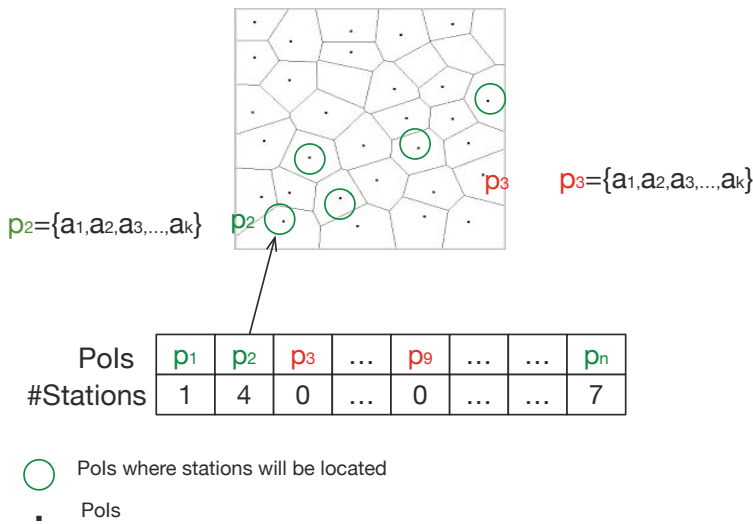 p3
p3={a1,a2,a3,...,ak}
p2
p2={a1,a2,a3,...,ak}
PoIs p1 p2 p3 ... p9 ... ... pn
#Stations 1 4 0 ... 0 ... ... 7
PoIs where stations will be located
PoIs